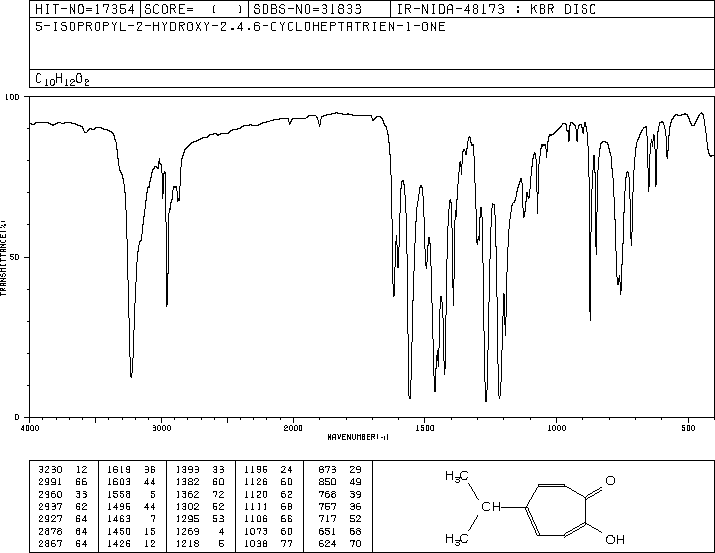 HIT-NO=17354 SCORE= ( ) SDBS-NO=31833 IR-NIDA-48173 : KBR DISC
5-ISOPROPYL-2-HYDROXY-2,4,6-CYCLOHEPTATRIEN-1-ONE
C10H12O2
100
50
0
TRANSMITTANCE(%)
4000 3000 2000 1500 1000 500
WAVENUMBER(-1)
3230 12 1619 36 1393 33 1196 24 873 29
2991 66 1603 44 1382 60 1126 60 850 49
2960 33 1558 5 1362 72 1120 62 768 39
2937 62 1496 44 1302 52 1111 68 757 36
2927 64 1463 7 1295 53 1106 66 717 52
2878 64 1450 15 1269 4 1073 60 651 68
2867 64 1426 12 1218 5 1038 77 624 70
H3C
CH
H3C
O
OH